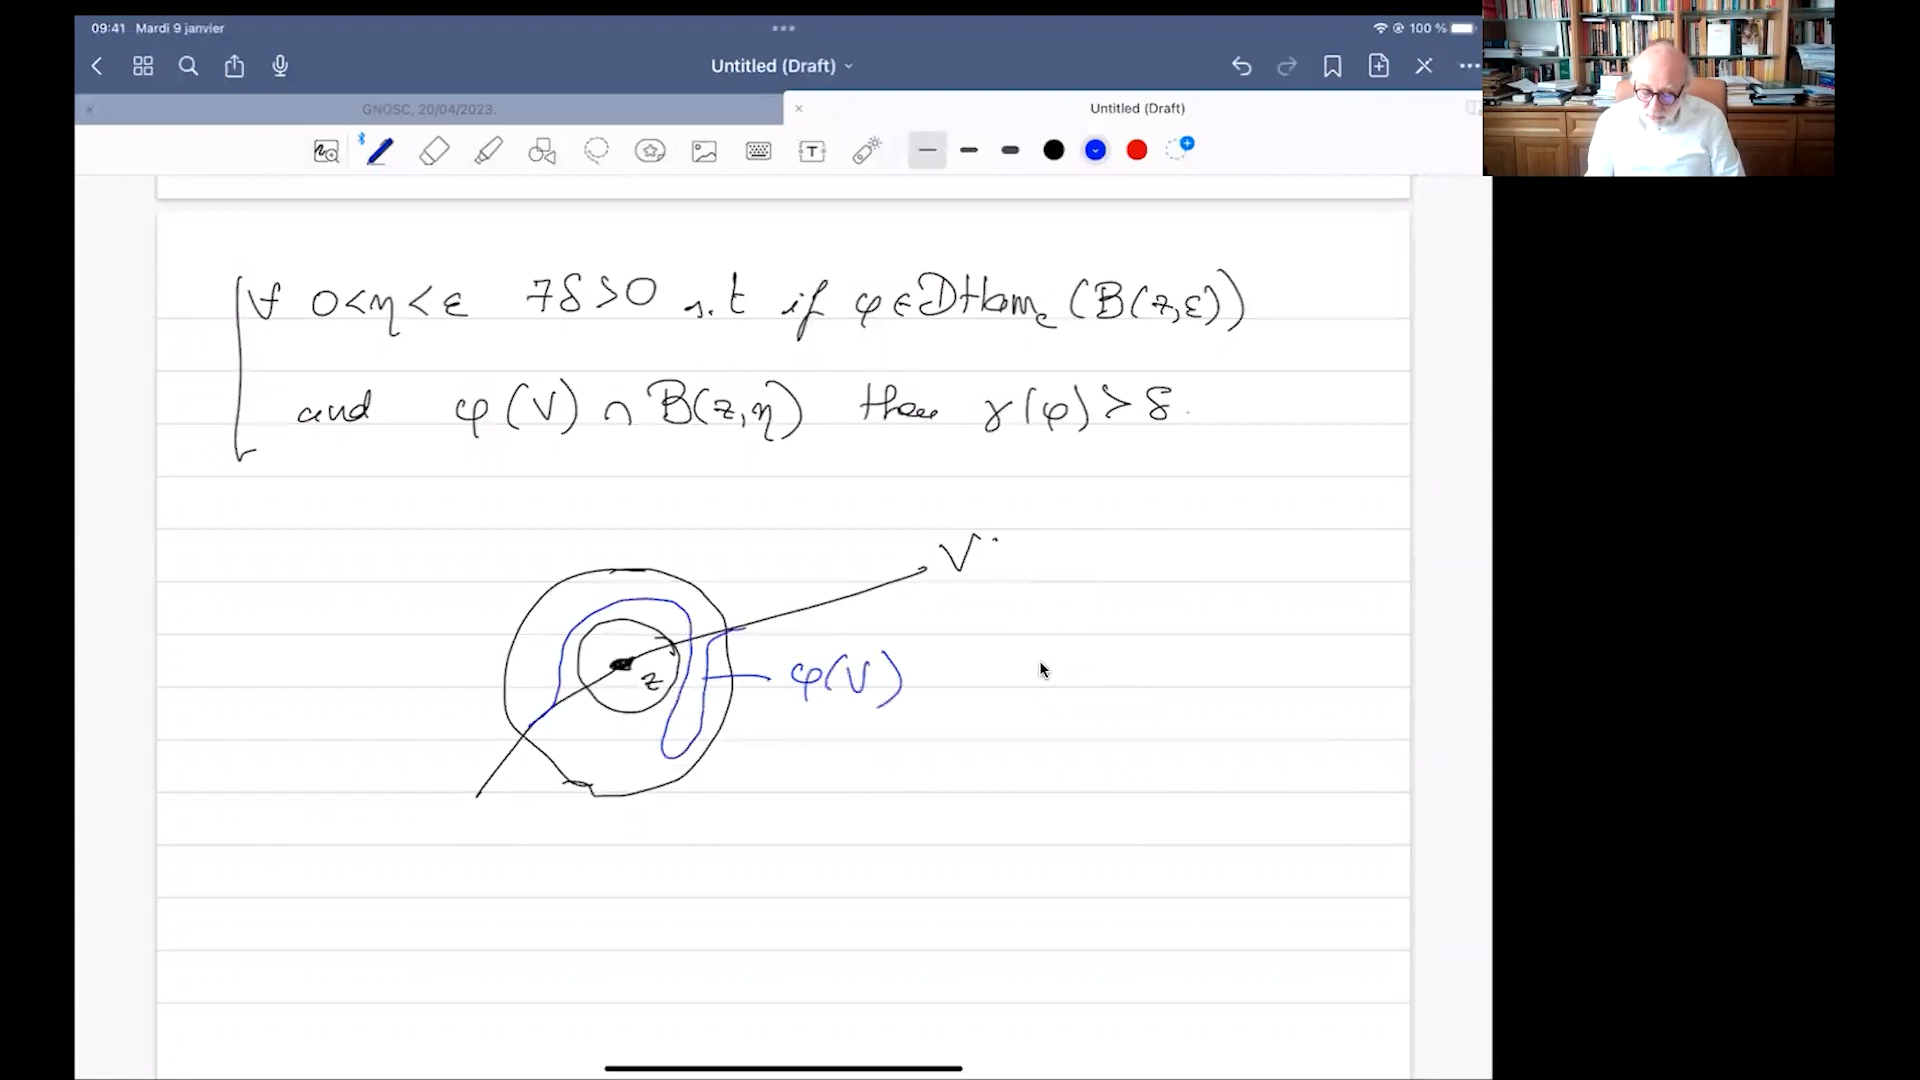 09:41 Mardi 9 janvier
100 %
Untitled (Draft)
GNOSC, 20/04/2023.
Untitled (Draft)
∀ 0<η<ε ∃δ>0 s.t if φ∈DHam_c (B(z,ε))
and φ(V) ∩ B(z,η) then γ(φ) > δ.
V
z
φ(V)